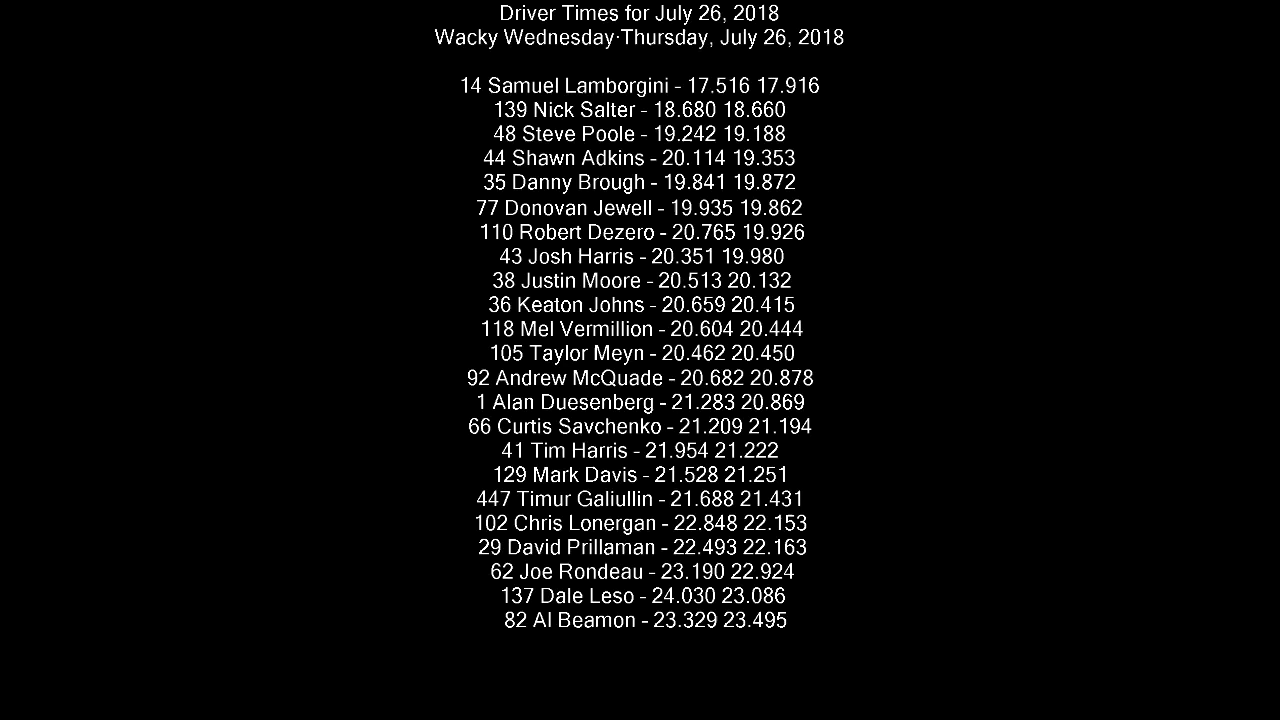 Driver Times for July 26, 2018
Wacky Wednesday·Thursday, July 26, 2018
14 Samuel Lamborgini - 17.516 17.916
139 Nick Salter - 18.680 18.660
48 Steve Poole - 19.242 19.188
44 Shawn Adkins - 20.114 19.353
35 Danny Brough - 19.841 19.872
77 Donovan Jewell - 19.935 19.862
110 Robert Dezero - 20.765 19.926
43 Josh Harris - 20.351 19.980
38 Justin Moore - 20.513 20.132
36 Keaton Johns - 20.659 20.415
118 Mel Vermillion - 20.604 20.444
105 Taylor Meyn - 20.462 20.450
92 Andrew McQuade - 20.682 20.878
1 Alan Duesenberg - 21.283 20.869
66 Curtis Savchenko - 21.209 21.194
41 Tim Harris - 21.954 21.222
129 Mark Davis - 21.528 21.251
447 Timur Galiullin - 21.688 21.431
102 Chris Lonergan - 22.848 22.153
29 David Prillaman - 22.493 22.163
62 Joe Rondeau - 23.190 22.924
137 Dale Leso - 24.030 23.086
82 Al Beamon - 23.329 23.495